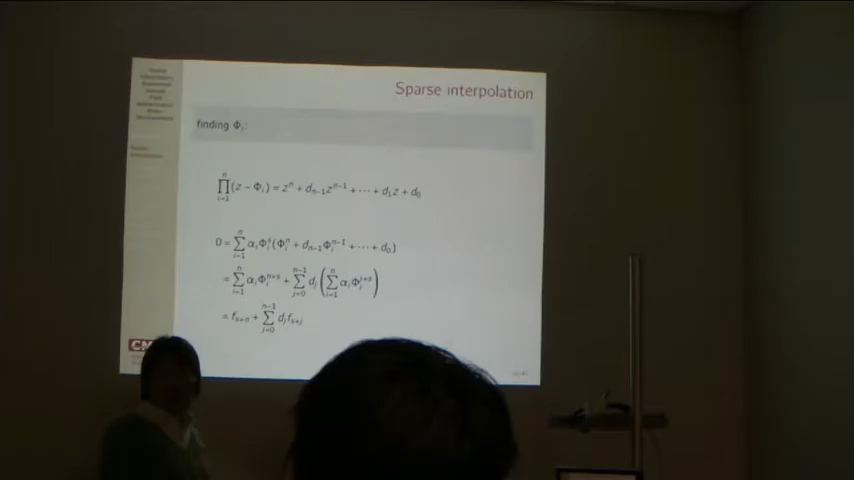 Sparse interpolation
finding Φᵢ:
∏ᵢ₌₁ⁿ (z − Φᵢ) = zⁿ + dₙ₋₁zⁿ⁻¹ + ⋯ + d₁z + d₀
0 = ∑ᵢ₌₁ⁿ αᵢΦᵢˢ(Φᵢⁿ + dₙ₋₁Φᵢⁿ⁻¹ + ⋯ + d₀)
= ∑ᵢ₌₁ⁿ αᵢΦᵢⁿ⁺ˢ + ∑ⱼ₌₀ⁿ⁻¹ dⱼ (∑ᵢ₌₁ⁿ αᵢΦᵢʲ⁺ˢ)
= fₛ₊ₙ + ∑ⱼ₌₀ⁿ⁻¹ dⱼfₛ₊ⱼ